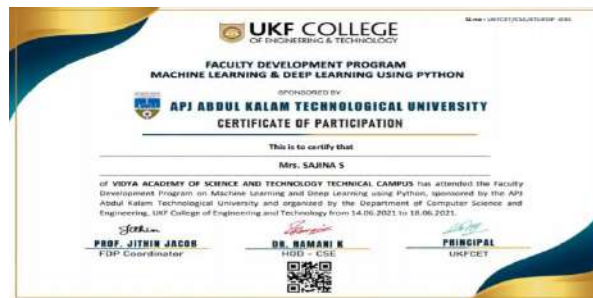 UKF COLLEGE
OF ENGINEERING & TECHNOLOGY
FACULTY DEVELOPMENT PROGRAM
MACHINE LEARNING & DEEP LEARNING USING PYTHON
SPONSORED BY
APJ ABDUL KALAM TECHNOLOGICAL UNIVERSITY
CERTIFICATE OF PARTICIPATION
This is to certify that
Mrs. SAJINA S
of VIDYA ACADEMY OF SCIENCE AND TECHNOLOGY TECHNICAL CAMPUS has attended the Faculty
Development Program on Machine Learning and Deep Learning using Python, sponsored by the APJ
Abdul Kalam Technological University and organized by the Department of Computer Science and
Engineering, UKF College of Engineering and Technology from 14.06.2021 to 18.06.2021.
Jithin
PROF. JITHIN JACOB
DR. RAMANI K
PRINCIPAL
FDP Coordinator
HOD - CSE
UKFCET